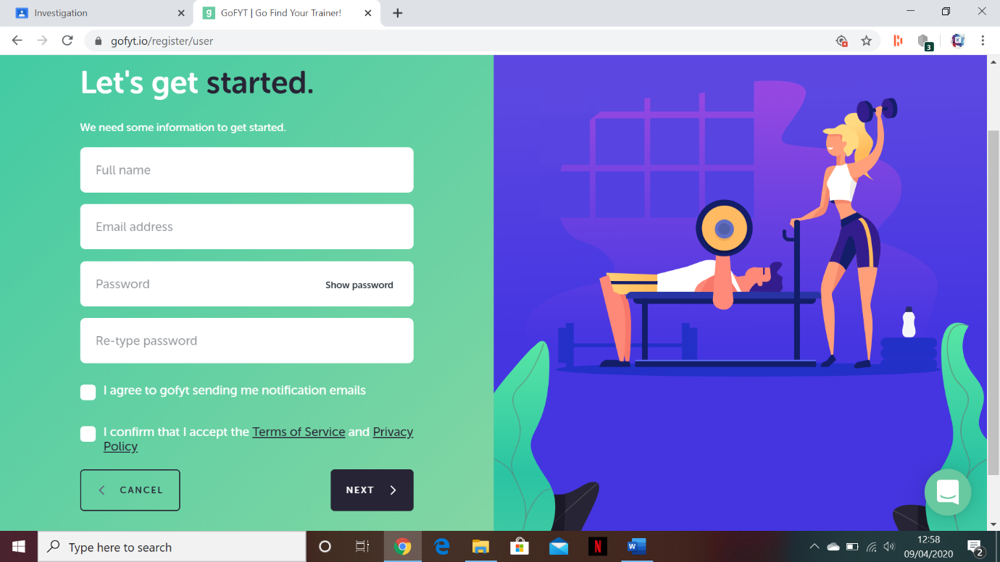 Investigation
GoFYT | Go Find Your Trainer!
gofyt.io/register/user
3
Let's get started.
We need some information to get started.
Full name
Email address
Password
Show password
Re-type password
I agree to gofyt sending me notification emails
I confirm that I accept the Terms of Service and Privacy
Policy
CANCEL
NEXT
Type here to search
12:58
09/04/2020
2